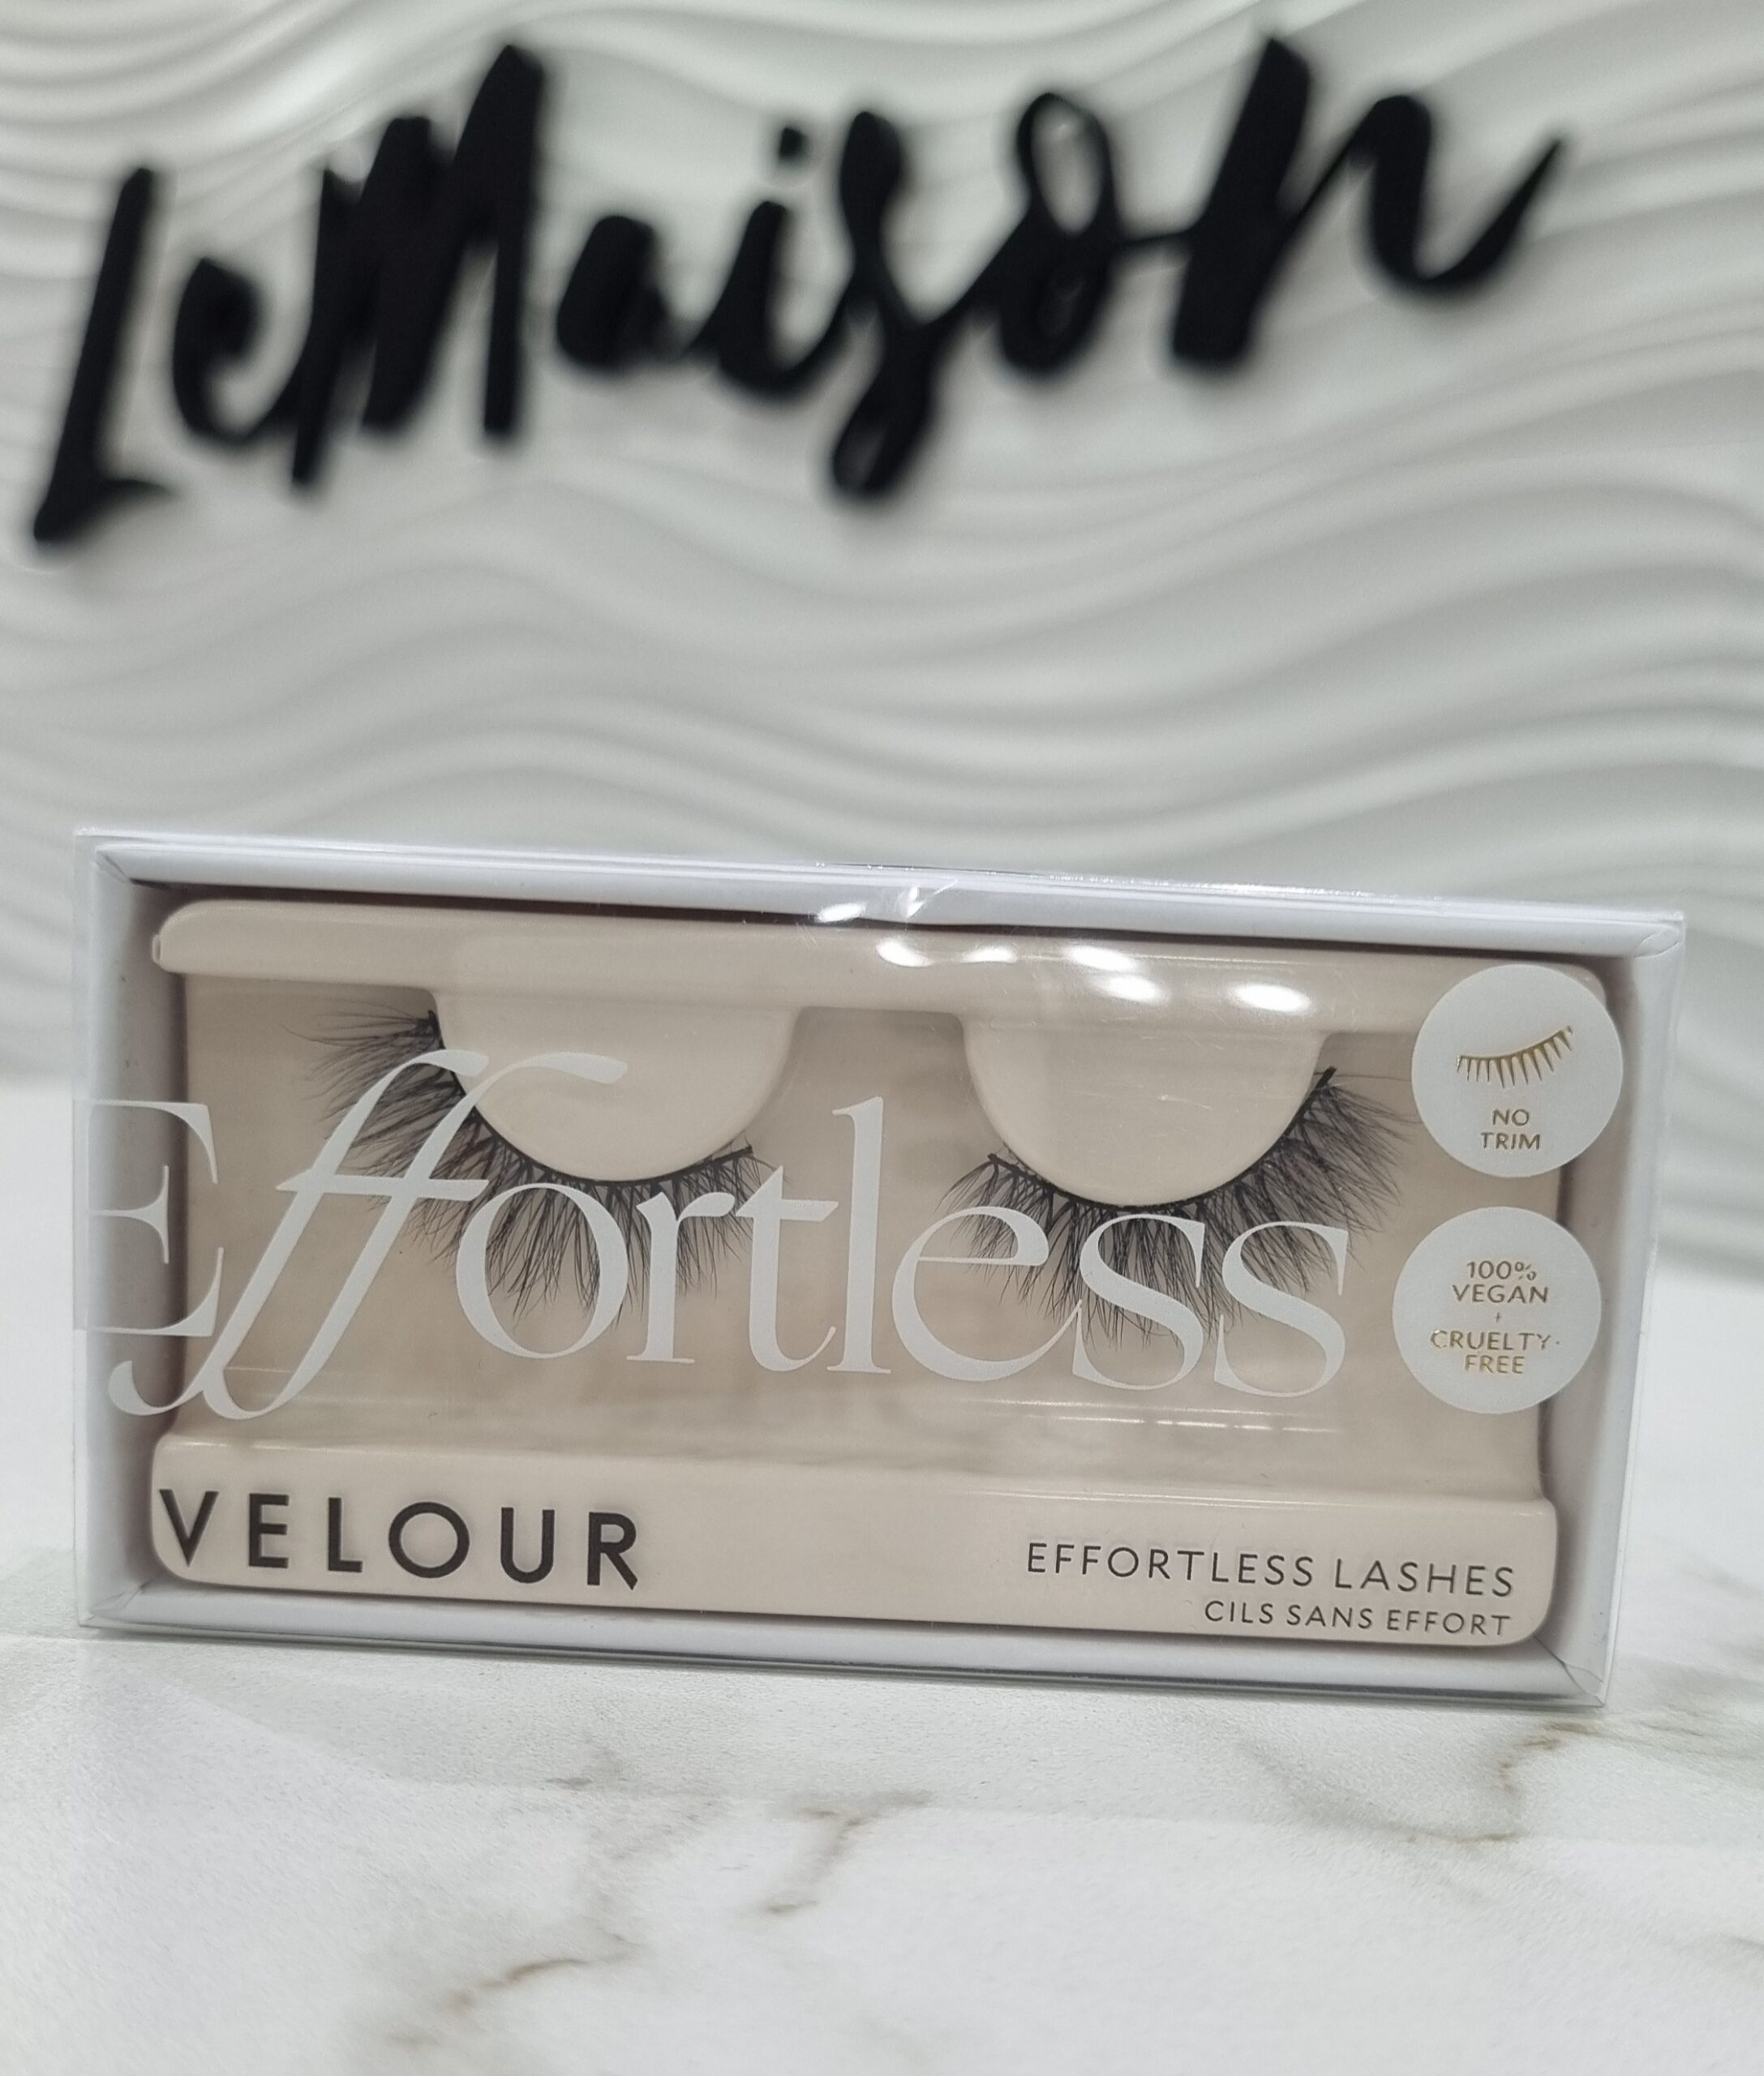 LeMaison
NO
TRIM
Effortless
100%
VEGAN
+
CRUELTY-
FREE
VELOUR
EFFORTLESS LASHES
CILS SANS EFFORT